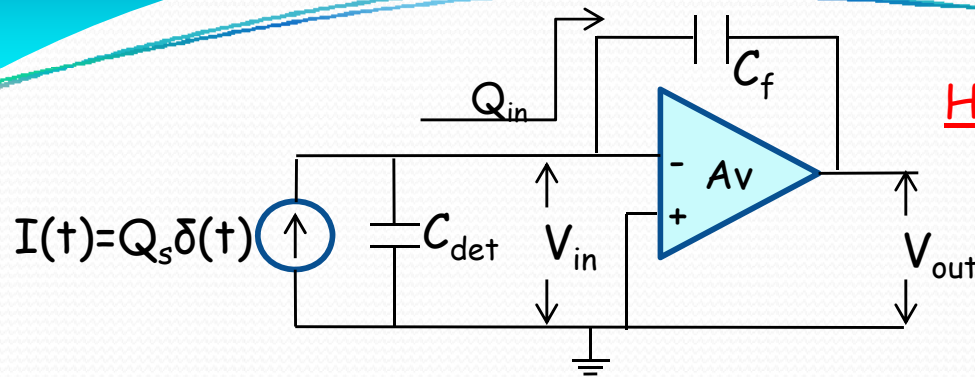 C_f
Q_in
H
- Av
+
I(t)=Q_sδ(t)
C_det
V_in
V_out